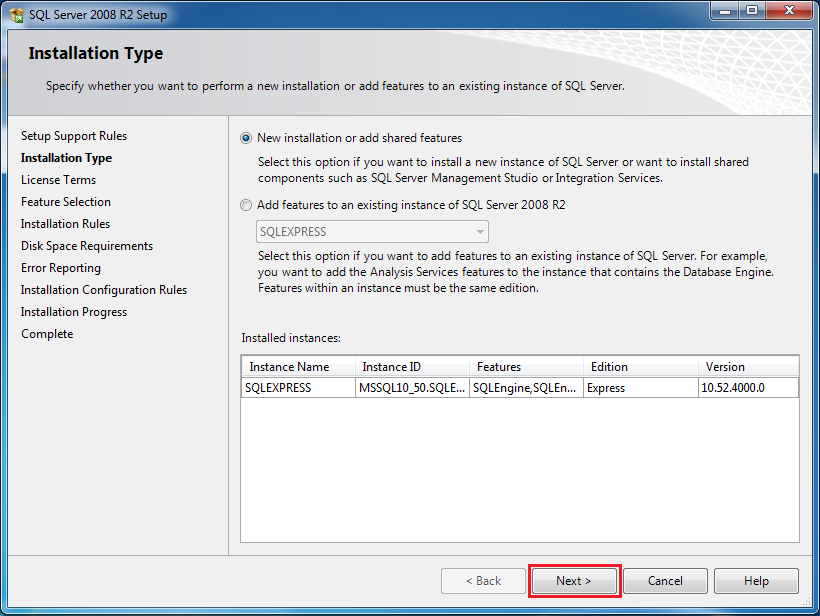 SQL Server 2008 R2 Setup
Installation Type
Specify whether you want to perform a new installation or add features to an existing instance of SQL Server.
Setup Support Rules
Installation Type
License Terms
Feature Selection
Installation Rules
Disk Space Requirements
Error Reporting
Installation Configuration Rules
Installation Progress
Complete
New installation or add shared features
Select this option if you want to install a new instance of SQL Server or want to install shared
components such as SQL Server Management Studio or Integration Services.
Add features to an existing instance of SQL Server 2008 R2
SQLEXPRESS
Select this option if you want to add features to an existing instance of SQL Server. For example,
you want to add the Analysis Services features to the instance that contains the Database Engine.
Features within an instance must be the same edition.
Installed instances:
Instance Name Instance ID Features Edition Version
SQLEXPRESS MSSQL10_50.SQLE... SQLEngine,SQLEn... Express 10.52.4000.0
< Back Next > Cancel Help